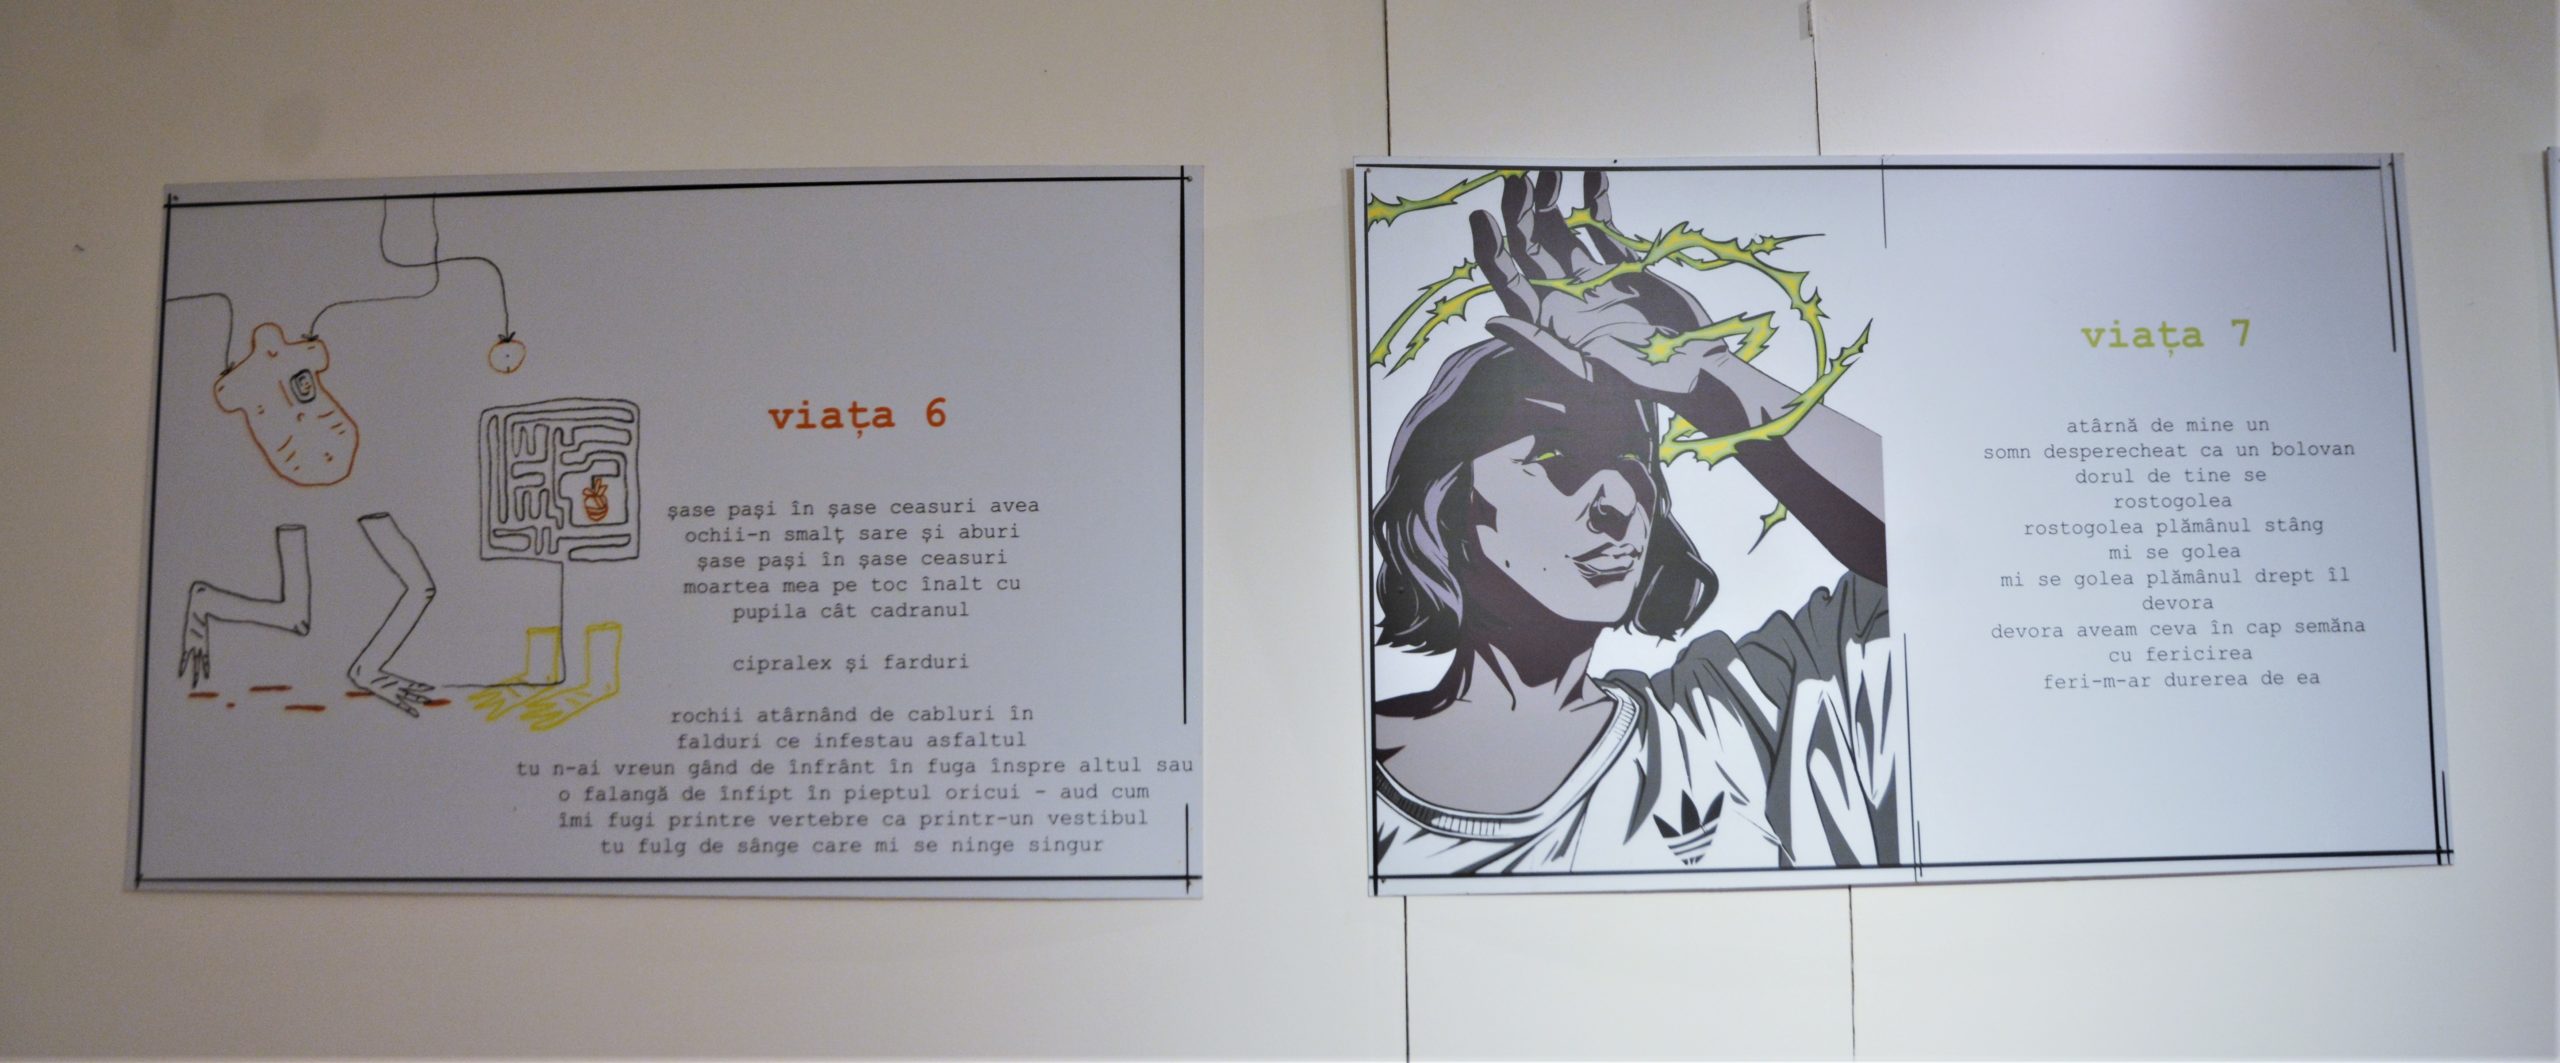 viața 6
șase pași în șase ceasuri avea
ochii-n smalț sare și aburi
șase pași în șase ceasuri
moartea mea pe toc înalt cu
pupila cât cadranul
cipralex și farduri
rochii atârnând de cabluri în
falduri ce infestau asfaltul
tu n-ai vreun gând de înfrânt în fuga înspre altul sau
o falangă de înfipt în pieptul oricui - aud cum
îmi fugi printre vertebre ca printr-un vestibul
tu fulg de sânge care mi se ninge singur
viața 7
atârnă de mine un
somn desperecheat ca un bolovan
dorul de tine se
rostogolea
rostogolea plămânul stâng
mi se golea
mi se golea plămânul drept îl
devora
devora aveam ceva în cap semăna
cu fericirea
feri-m-ar durerea de ea